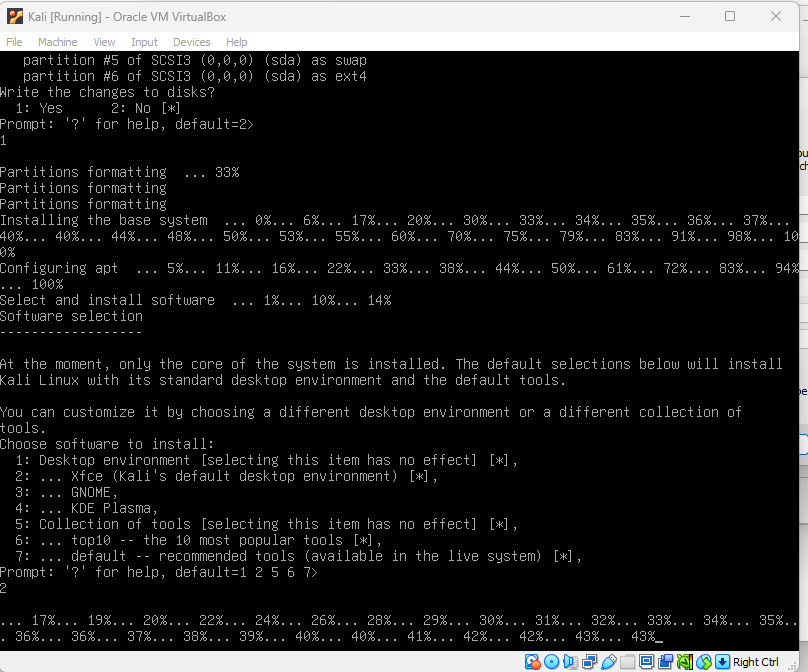 Kali [Running] - Oracle VM VirtualBox
File Machine View Input Devices Help
partition #5 of SCSI3 (0,0,0) (sda) as swap
partition #6 of SCSI3 (0,0,0) (sda) as ext4
Write the changes to disks?
1: Yes 2: No [*]
Prompt: '?' for help, default=2>
1
Partitions formatting ... 33%
Partitions formatting
Partitions formatting
Installing the base system ... 0%... 6%... 17%... 20%... 30%... 33%... 34%... 35%... 36%... 37%...
40%... 40%... 44%... 48%... 50%... 53%... 55%... 60%... 70%... 75%... 79%... 83%... 91%... 98%... 10
0%
Configuring apt ... 5%... 11%... 16%... 22%... 33%... 38%... 44%... 50%... 61%... 72%... 83%... 94%
... 100%
Select and install software ... 1%... 10%... 14%
Software selection
------------------
At the moment, only the core of the system is installed. The default selections below will install
Kali Linux with its standard desktop environment and the default tools.
You can customize it by choosing a different desktop environment or a different collection of
tools.
Choose software to install:
1: Desktop environment [selecting this item has no effect] [*],
2: ... Xfce (Kali's default desktop environment) [*],
3: ... GNOME,
4: ... KDE Plasma,
5: Collection of tools [selecting this item has no effect] [*],
6: ... top10 -- the 10 most popular tools [*],
7: ... default -- recommended tools (available in the live system) [*],
Prompt: '?' for help, default=1 2 5 6 7>
2
... 17%... 19%... 20%... 22%... 24%... 26%... 28%... 29%... 30%... 31%... 32%... 33%... 34%... 35%..
. 36%... 36%... 37%... 38%... 39%... 40%... 40%... 41%... 42%... 42%... 43%... 43%_
Right Ctrl